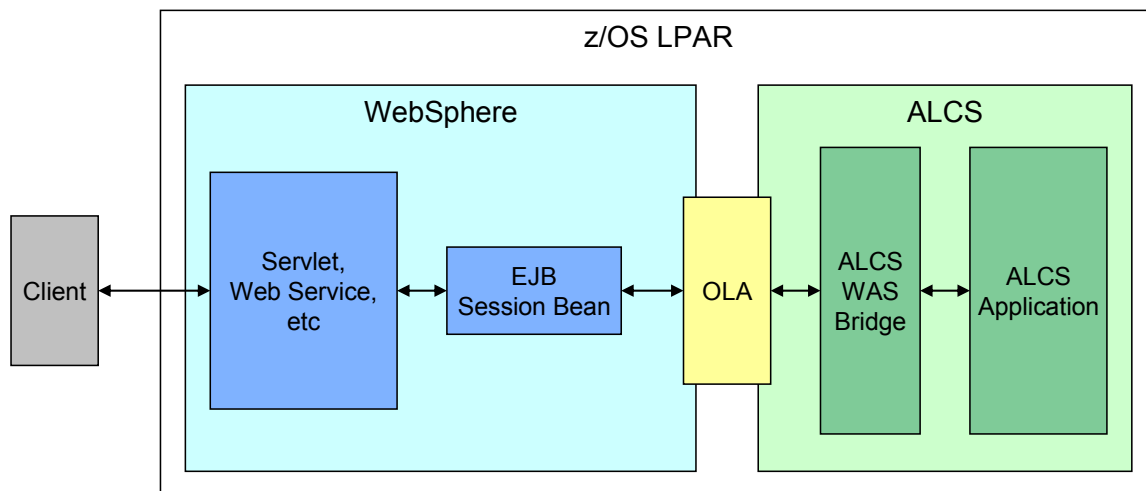 z/OS LPAR
WebSphere
ALCS
Client
Servlet,
Web Service,
etc
EJB
Session Bean
OLA
ALCS
WAS
Bridge
ALCS
Application